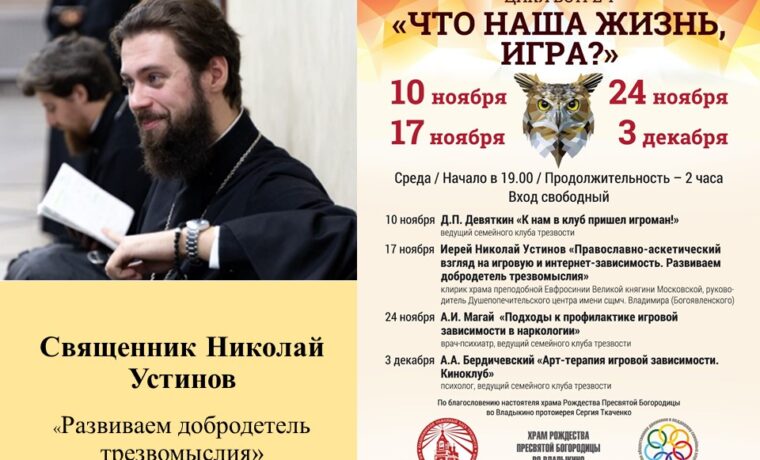 Священник Николай
Устинов
«Развиваем добродетель
трезвомыслия»
«ЧТО НАША ЖИЗНЬ,
ИГРА?»
10 ноября 24 ноября
17 ноября 3 декабря
Среда / Начало в 19.00 / Продолжительность – 2 часа
Вход свободный
10 ноября Д.П. Девяткин «К нам в клуб пришел игроман!»
ведущий семейного клуба трезвости
17 ноября Иерей Николай Устинов «Православно-аскетический
взгляд на игровую и интернет-зависимость. Развиваем
добродетель трезвомыслия»
клирик храма преподобной Евфросинии Великой княгини Московской, руково-
дитель Душепопечительского центра имени сщмч. Владимира (Богоявленского)
24 ноября А.И. Магай «Подходы к профилактике игровой
зависимости в наркологии»
врач-психиатр, ведущий семейного клуба трезвости
3 декабря А.А. Бердичевский «Арт-терапия игровой зависимости.
Киноклуб»
психолог, ведущий семейного клуба трезвости
По благословению настоятеля храма Рождества Пресвятой Богородицы
во Владыкино протоиерея Сергия Ткаченко
ХРАМ РОЖДЕСТВА
ПРЕСВЯТОЙ БОГОРОДИЦЫ
ВО ВЛАДЫКИНО